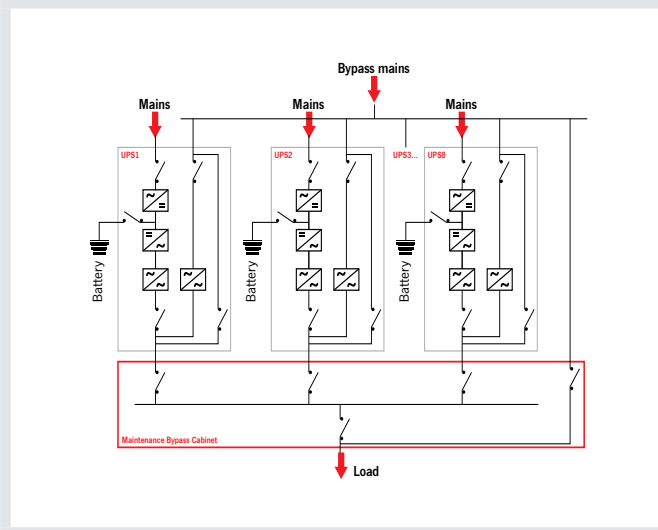 Bypass mains
Mains
Mains
Mains
UPS1
UPS2
UPS3...
UPS8
Battery
Battery
Battery
Maintenance Bypass Cabinet
Load